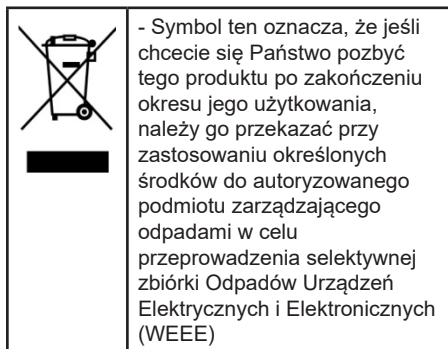 - Symbol ten oznacza, że jeśli
chcecie się Państwo pozbyć
tego produktu po zakończeniu
okresu jego użytkowania,
należy go przekazać przy
zastosowaniu określonych
środków do autoryzowanego
podmiotu zarządzającego
odpadami w celu
przeprowadzenia selektywnej
zbiórki Odpadów Urządzeń
Elektrycznych i Elektronicznych
(WEEE)